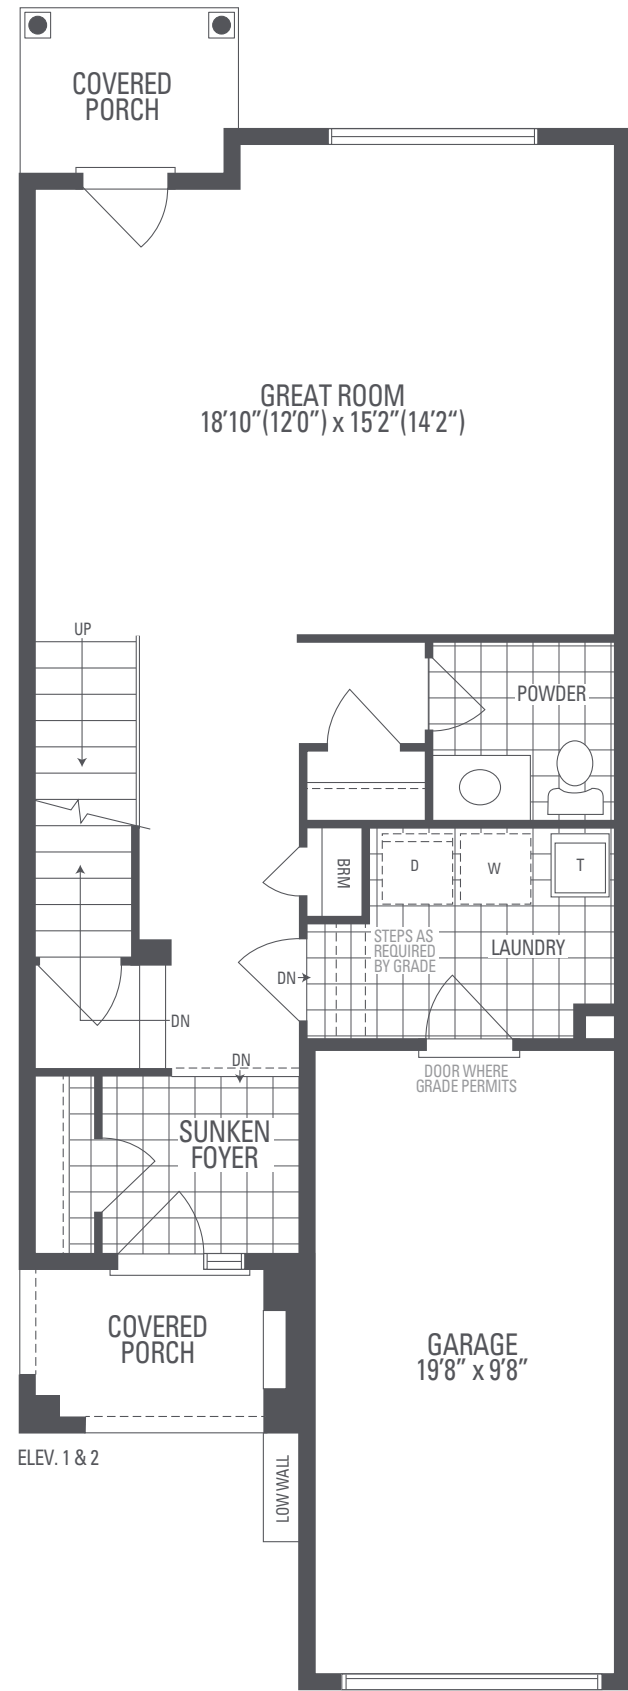 COVERED
PORCH
GREAT ROOM
18'10"(12'0") x 15'2"(14'2“)
UP
POWDER
BRM
D
W
T
STEPS AS
REQUIRED
BY GRADE
LAUNDRY
DN
DN
DN
DOOR WHERE
GRADE PERMITS
SUNKEN
FOYER
COVERED
PORCH
GARAGE
19'8" x 9'8"
ELEV. 1 & 2
LOW WALL